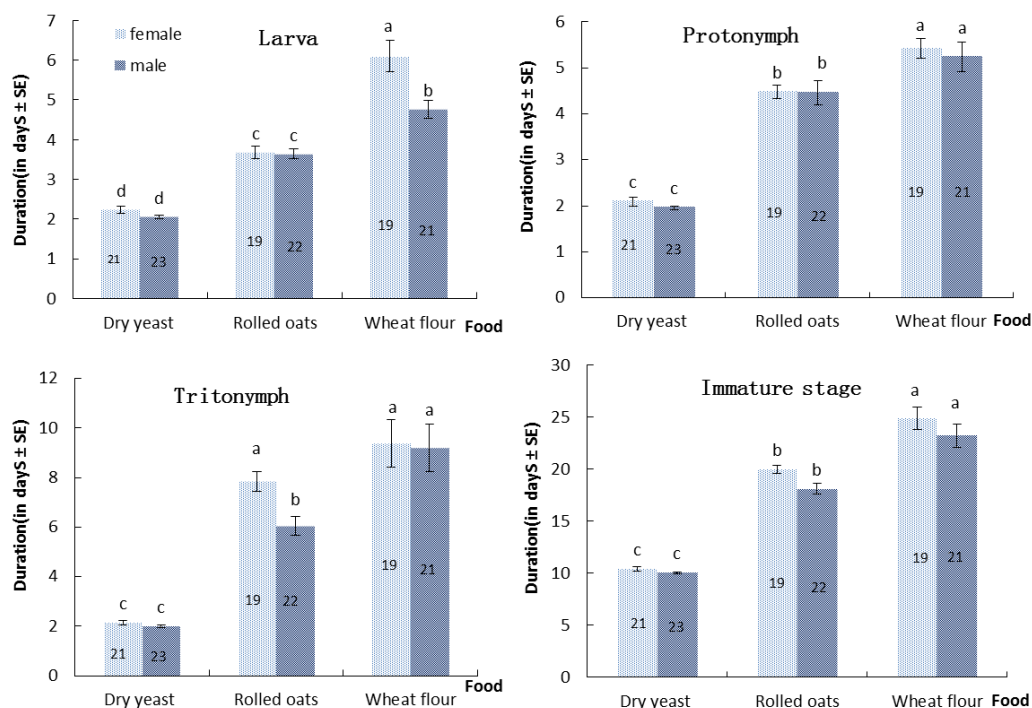 Larva
female
male
Duration(in dayS ± SE)
7
6
5
4
3
2
1
0
d d c c a b
21 23 19 22 19 21
Dry yeast Rolled oats Wheat flour Food
Protonymph
Duration(in dayS ± SE)
6
5
4
3
2
1
0
c c b b a a
21 23 19 22 19 21
Dry yeast Rolled oats Wheat flour Food
Tritonymph
Duration(in dayS ± SE)
12
10
8
6
4
2
0
c c a b a a
21 23 19 22 19 21
Dry yeast Rolled oats Wheat flour Food
Immature stage
Duration(in dayS ± SE)
30
25
20
15
10
5
0
c c b b a a
21 23 19 22 19 21
Dry yeast Rolled oats Wheat flour Food